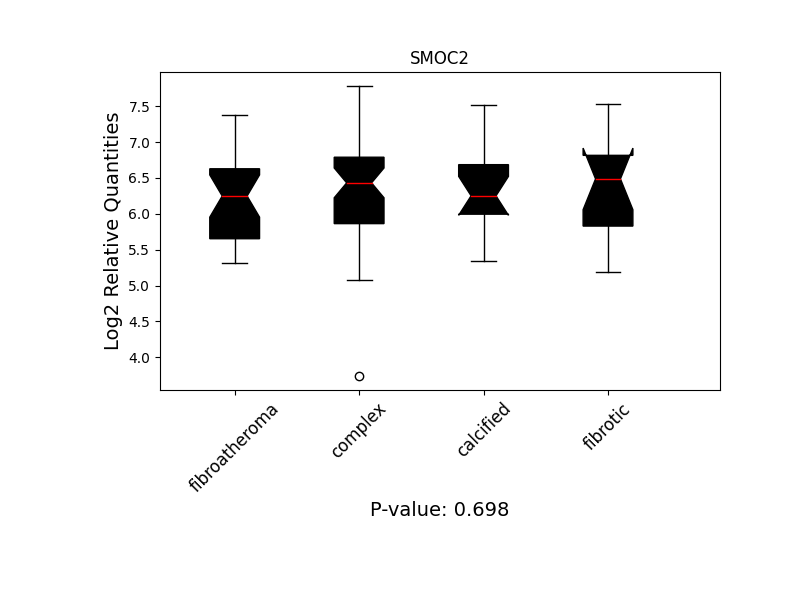 SMOC2
Log2 Relative Quantities
7.5
7.0
6.5
6.0
5.5
5.0
4.5
4.0
fibroatheroma
complex
calcified
fibrotic
P-value: 0.698